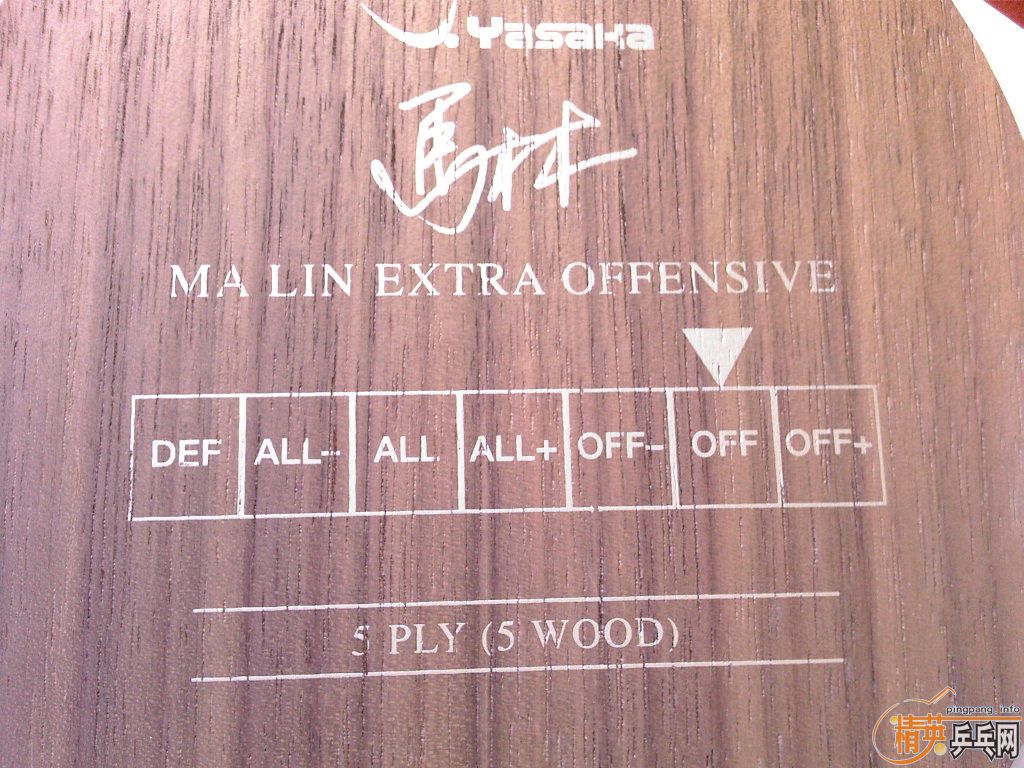 Yasaka
馬林
MA LIN EXTRA OFFENSIVE
DEF ALL- ALL ALL+ OFF- OFF OFF+
5 PLY (5 WOOD)
pingpang.info
精英乒乓网